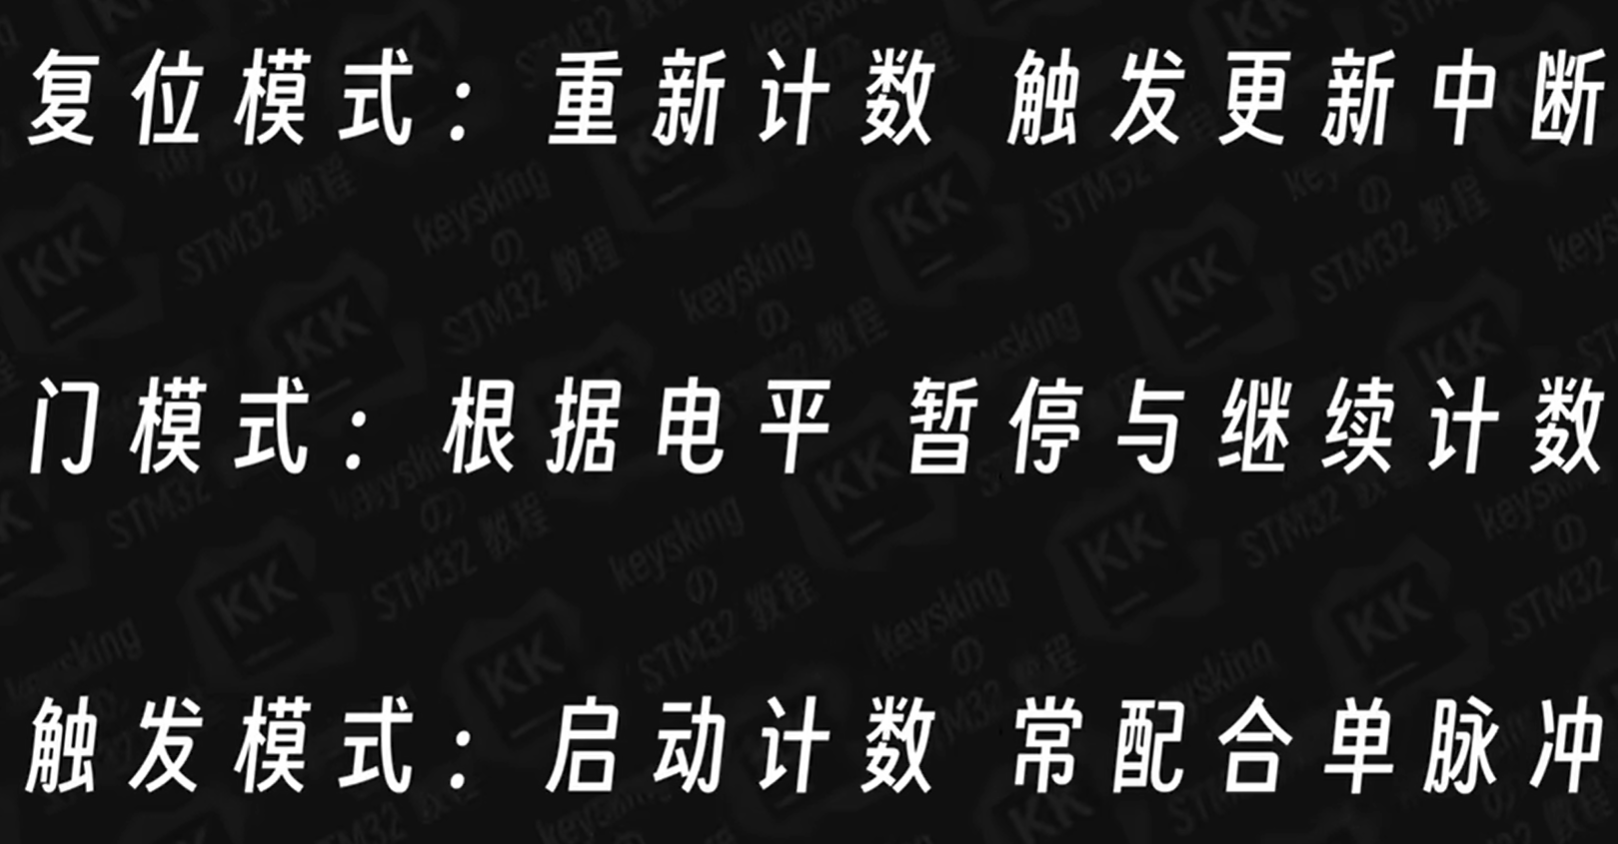 复位模式：重新计数 触发更新中断
门模式：根据电平 暂停与继续计数
触发模式：启动计数 常配合单脉冲